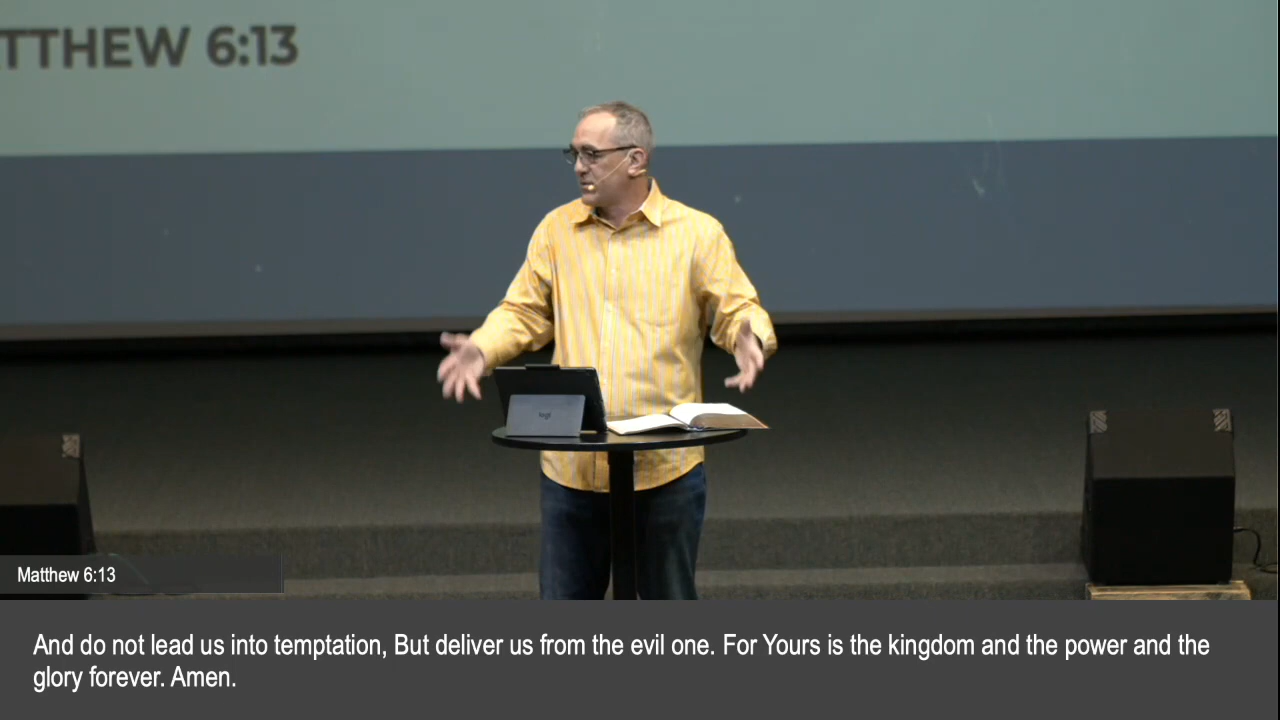 TTHEW 6:13
logi
Matthew 6:13
And do not lead us into temptation, But deliver us from the evil one. For Yours is the kingdom and the power and the
glory forever. Amen.